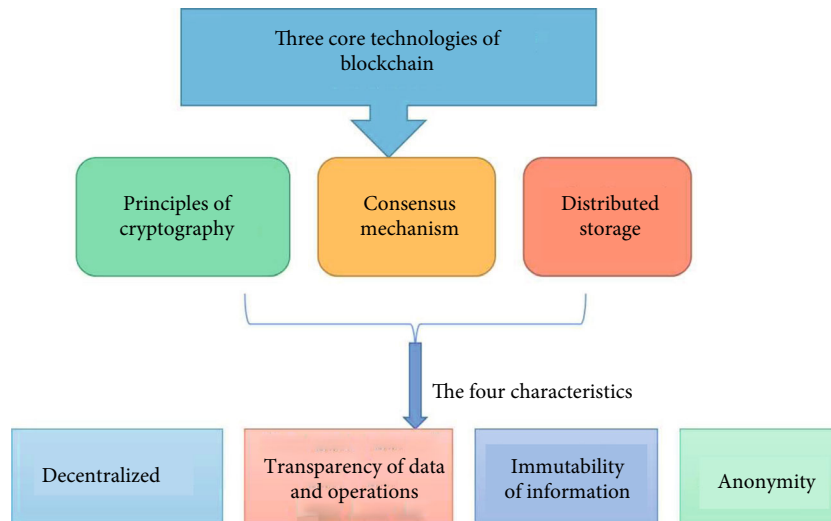 Three core technologies of
blockchain
Principles of
cryptography
Consensus
mechanism
Distributed
storage
The four characteristics
Decentralized
Transparency of data
and operations
Immutability
of information
Anonymity